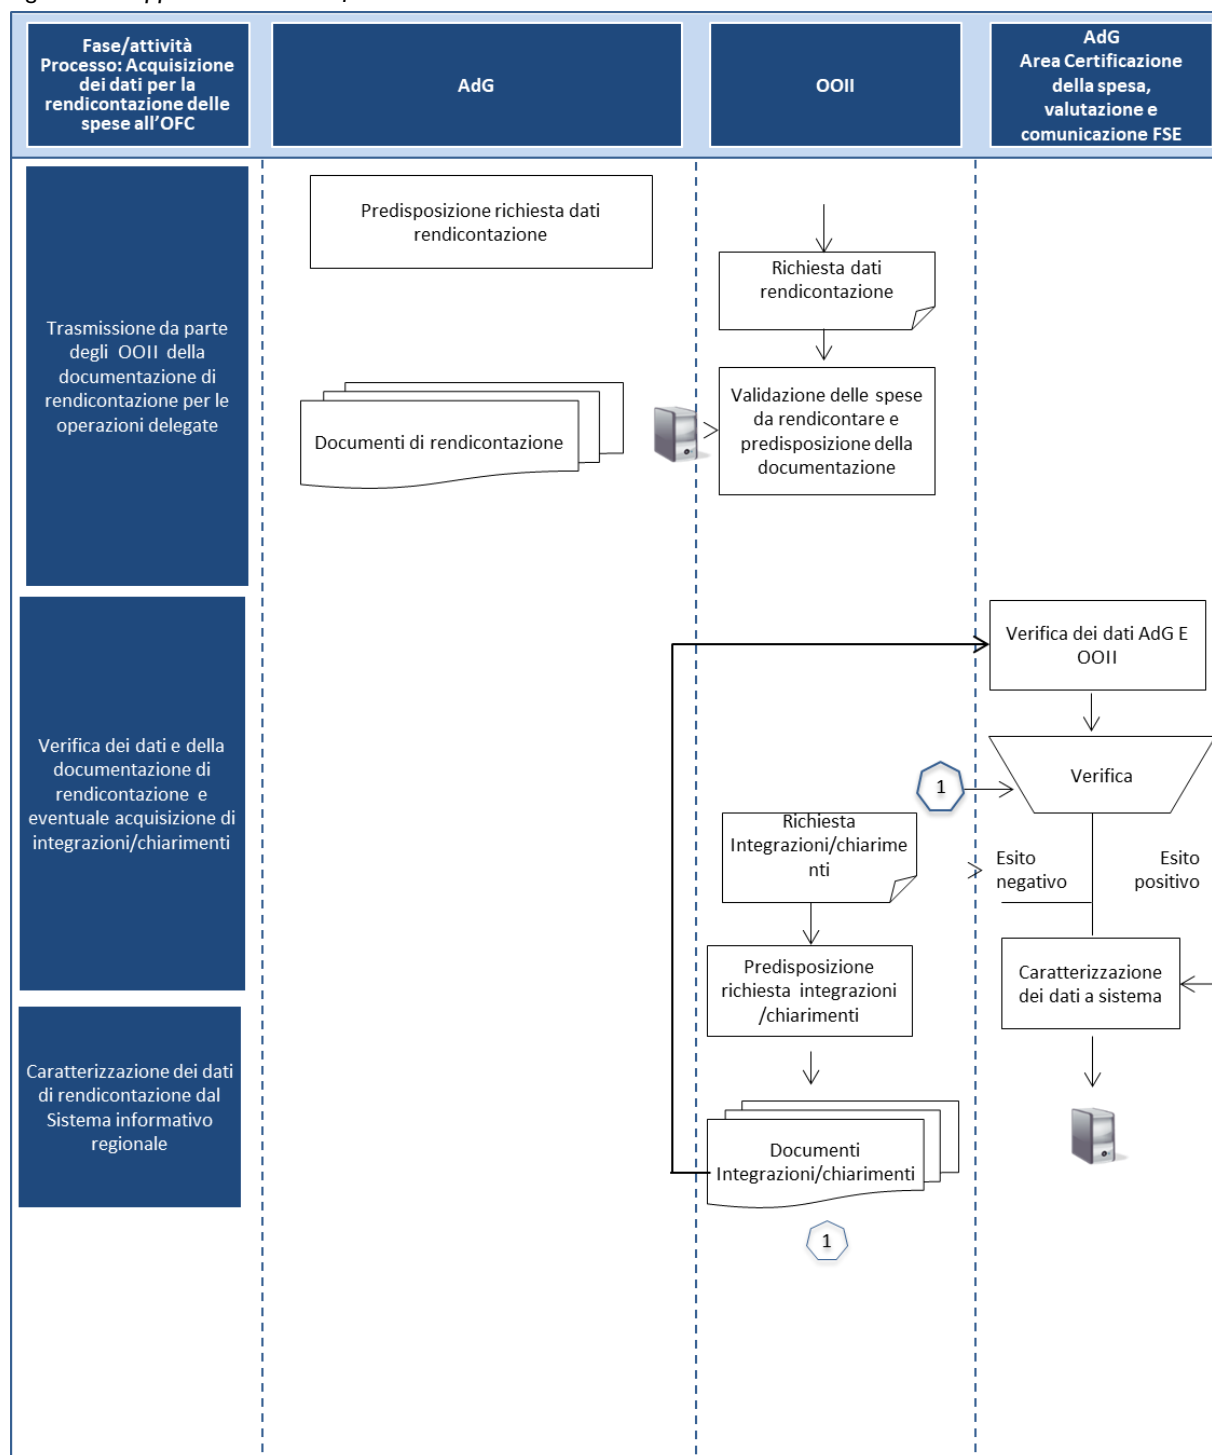 Fase/attività
Processo: Acquisizione
dei dati per la
rendicontazione delle
spese all'OFC
AdG
OOII
AdG
Area Certificazione
della spesa,
valutazione e
comunicazione FSE
Trasmissione da parte
degli OOII della
documentazione di
rendicontazione per le
operazioni delegate
Predisposizione richiesta dati
rendicontazione
Richiesta dati
rendicontazione
Documenti di rendicontazione
Validazione delle spese
da rendicontare e
predisposizione della
documentazione
Verifica dei dati e della
documentazione di
rendicontazione e
eventuale acquisizione di
integrazioni/chiarimenti
Verifica dei dati AdG E
OOII
Verifica
1
Richiesta
Integrazioni/chiarime
nti
Esito
negativo
Esito
positivo
Predisposizione
richiesta integrazioni
/chiarimenti
Caratterizzazione
dei dati a sistema
Caratterizzazione dei dati
di rendicontazione dal
Sistema informativo
regionale
Documenti
Integrazioni/chiarimenti
1